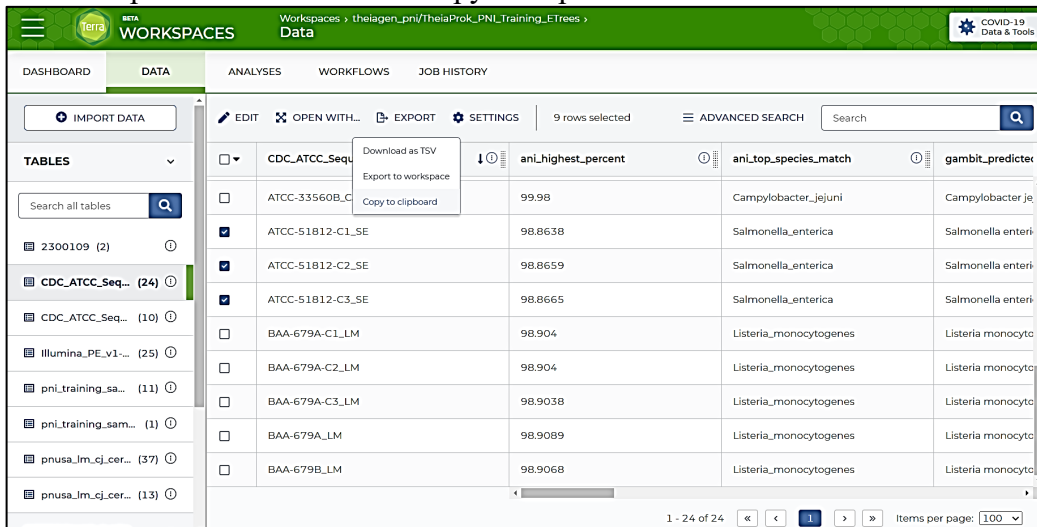 Terra
BETA
WORKSPACES
Workspaces › theiagen_pni/TheiaProk_PNI_Training_ETrees ›
Data
COVID-19
Data & Tools
DASHBOARD DATA ANALYSES WORKFLOWS JOB HISTORY
IMPORT DATA
EDIT OPEN WITH... EXPORT SETTINGS 9 rows selected ADVANCED SEARCH Search
Download as TSV
Export to workspace
Copy to clipboard
TABLES
Search all tables
2300109 (2)
CDC_ATCC_Seq... (24)
CDC_ATCC_Seq... (10)
Illumina_PE_v1-... (25)
pni_training_sa... (11)
pni_training_sam... (1)
pnusa_lm_cj_cer... (37)
pnusa_lm_cj_cer... (13)
CDC_ATCC_Sequ ani_highest_percent ani_top_species_match gambit_predicted
ATCC-33560B_C 99.98 Campylobacter_jejuni Campylobacter je
ATCC-51812-C1_SE 98.8638 Salmonella_enterica Salmonella enteri
ATCC-51812-C2_SE 98.8659 Salmonella_enterica Salmonella enteri
ATCC-51812-C3_SE 98.8665 Salmonella_enterica Salmonella enteri
BAA-679A-C1_LM 98.904 Listeria_monocytogenes Listeria monocyto
BAA-679A-C2_LM 98.904 Listeria_monocytogenes Listeria monocyto
BAA-679A-C3_LM 98.9038 Listeria_monocytogenes Listeria monocyto
BAA-679A_LM 98.9089 Listeria_monocytogenes Listeria monocyto
BAA-679B_LM 98.9068 Listeria_monocytogenes Listeria monocyto
1 - 24 of 24 « ‹ 1 › » Items per page: 100